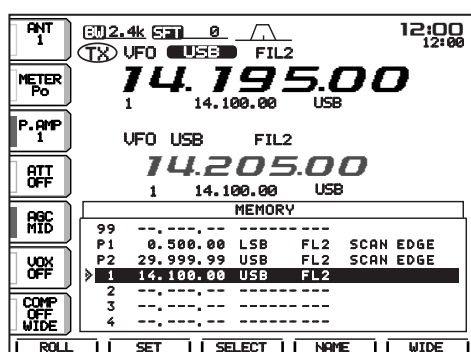 ANT
1
BW 2.4k SFT 0
12:00
12:00
TX VFO USB FIL2
14.195.00
1 14.100.00 USB
METER
Po
P.AMP
1
VFO USB FIL2
14.205.00
1 14.100.00 USB
ATT
OFF
AGC
MID
VOX
OFF
COMP
OFF
WIDE
MEMORY
99 --.---.-- ------ ---
P1 0.500.00 LSB FL2 SCAN EDGE
P2 29.999.99 USB FL2 SCAN EDGE
1 14.100.00 USB FL2
2 --.---.-- ------ ---
3 --.---.-- ------ ---
4 --.---.-- ------ ---
ROLL SET SELECT NAME WIDE